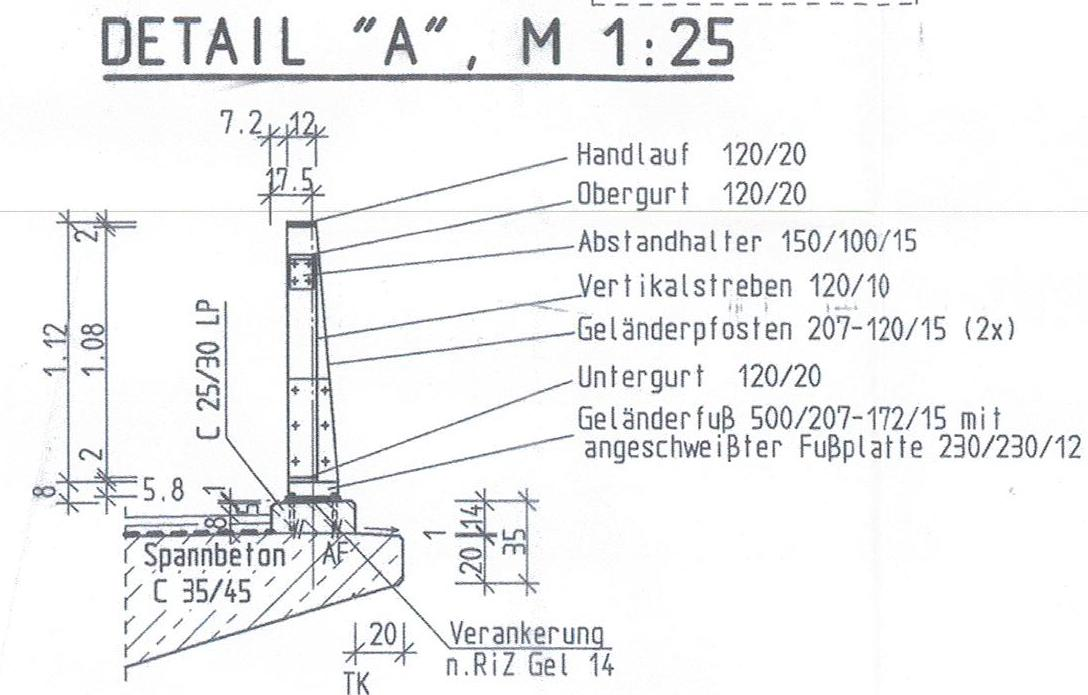 DETAIL "A", M 1:25
7.2 12
17.5
Handlauf 120/20
Obergurt 120/20
Abstandhalter 150/100/15
Vertikalstreben 120/10
Geländerpfosten 207-120/15 (2x)
Untergurt 120/20
Geländerfuß 500/207-172/15 mit
angeschweißter Fußplatte 230/230/12
2
1.12
1.08
C 25/30 LP
2
8
5.8
1
8
Spannbeton
C 35/45
AF
1
14
20
35
20
TK
Verankerung
n.RiZ Gel 14